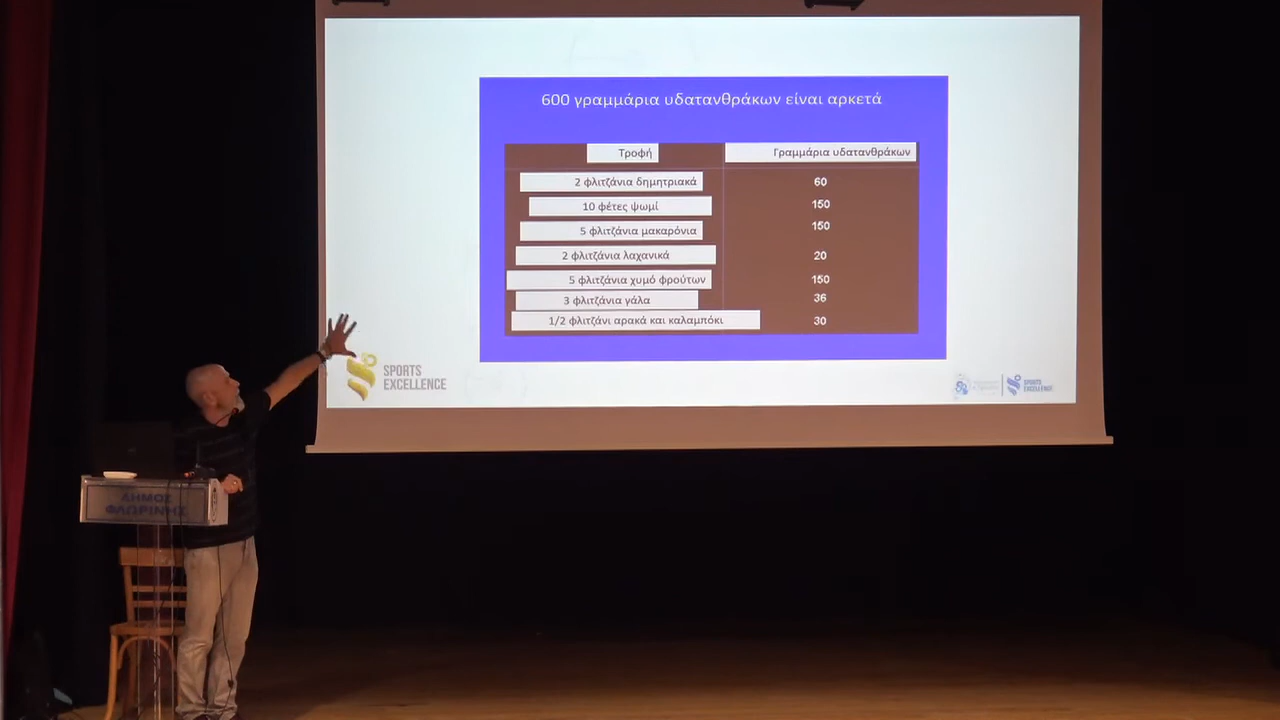 600 γραμμάρια υδατανθράκων είναι αρκετά
Τροφή Γραμμάρια υδατανθράκων
2 φλιτζάνια δημητριακά 60
10 φέτες ψωμί 150
5 φλιτζάνια μακαρόνια 150
2 φλιτζάνια λαχανικά 20
5 φλιτζάνια χυμό φρούτων 150
3 φλιτζάνια γάλα 36
1/2 φλιτζάνι αρακά και καλαμπόκι 30
SPORTS
EXCELLENCE
SPORTS
EXCELLENCE
ΔΗΜΟΣ
ΦΛΩΡΙΝΗΣ